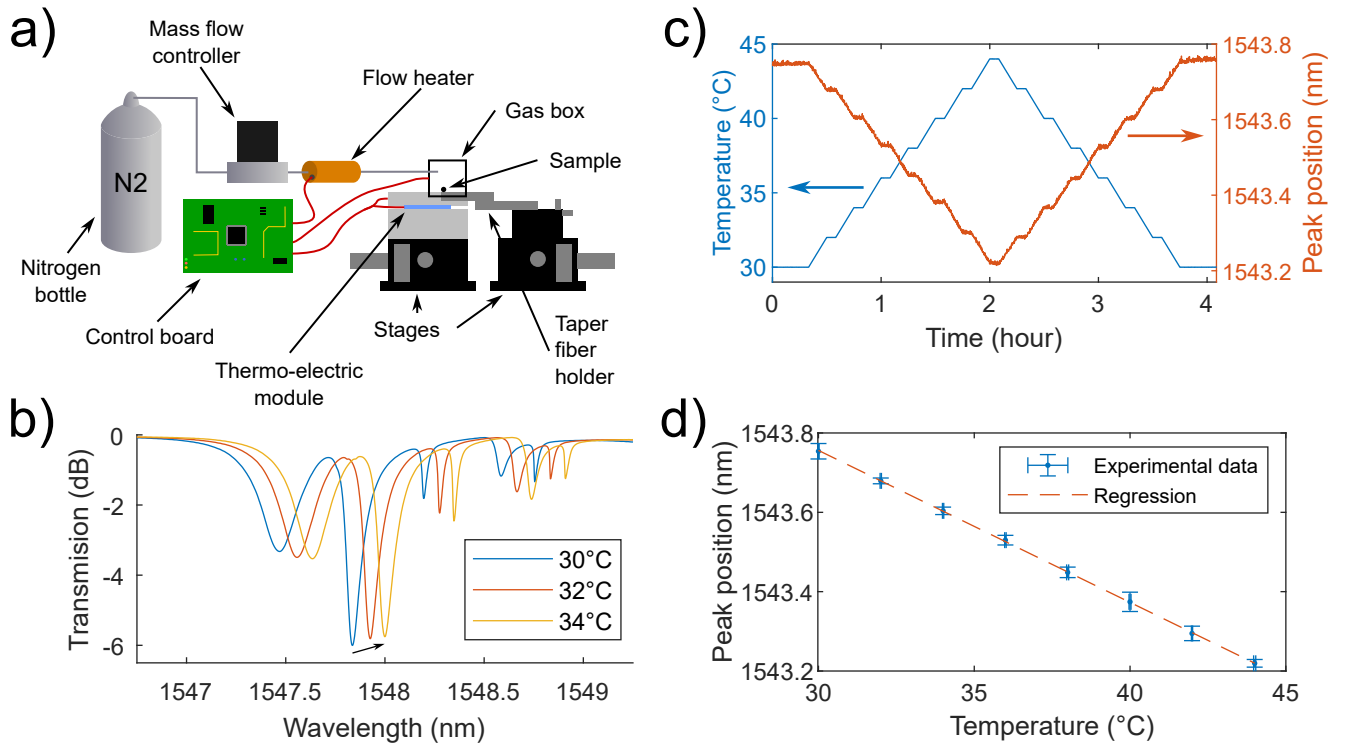 a)
Mass flow
controller
Flow heater
Gas box
Sample
N2
Nitrogen
bottle
Control board
Thermo-electric
module
Stages
Taper
fiber
holder
b)
Transmision (dB)
0
-2
-4
-6
30°C
32°C
34°C
1547
1547.5
1548
1548.5
1549
Wavelength (nm)
c)
Temperature (°C)
45
40
35
30
1543.8
1543.6
1543.4
1543.2
Peak position (nm)
0
1
2
3
4
Time (hour)
d)
Peak position (nm)
1543.8
1543.6
1543.4
1543.2
Experimental data
Regression
30
35
40
45
Temperature (°C)